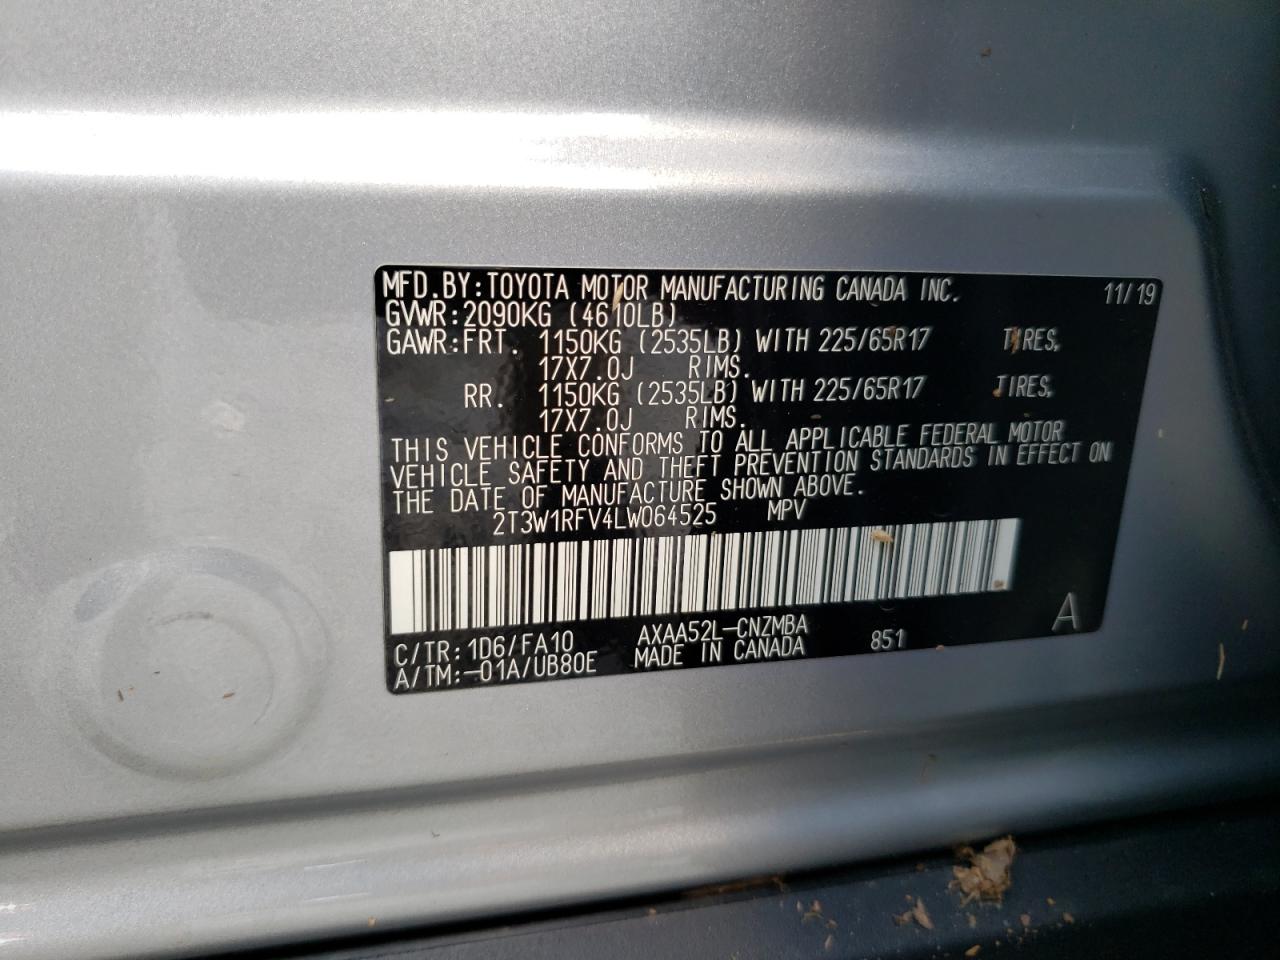 MFD.BY:TOYOTA MOTOR MANUFACTURING CANADA INC. 11/19
GVWR:2090KG (4610LB)
GAWR:FRT. 1150KG (2535LB) WITH 225/65R17 TIRES,
17X7.0J RIMS.
RR. 1150KG (2535LB) WITH 225/65R17 TIRES,
17X7.0J RIMS.
THIS VEHICLE CONFORMS TO ALL APPLICABLE FEDERAL MOTOR
VEHICLE SAFETY AND THEFT PREVENTION STANDARDS IN EFFECT ON
THE DATE OF MANUFACTURE SHOWN ABOVE.
2T3W1RFV4LW064525 MPV
C/TR:1D6/FA10 AXAA52L-CNZMBA 851 A
A/TM:-01A/UB80E MADE IN CANADA